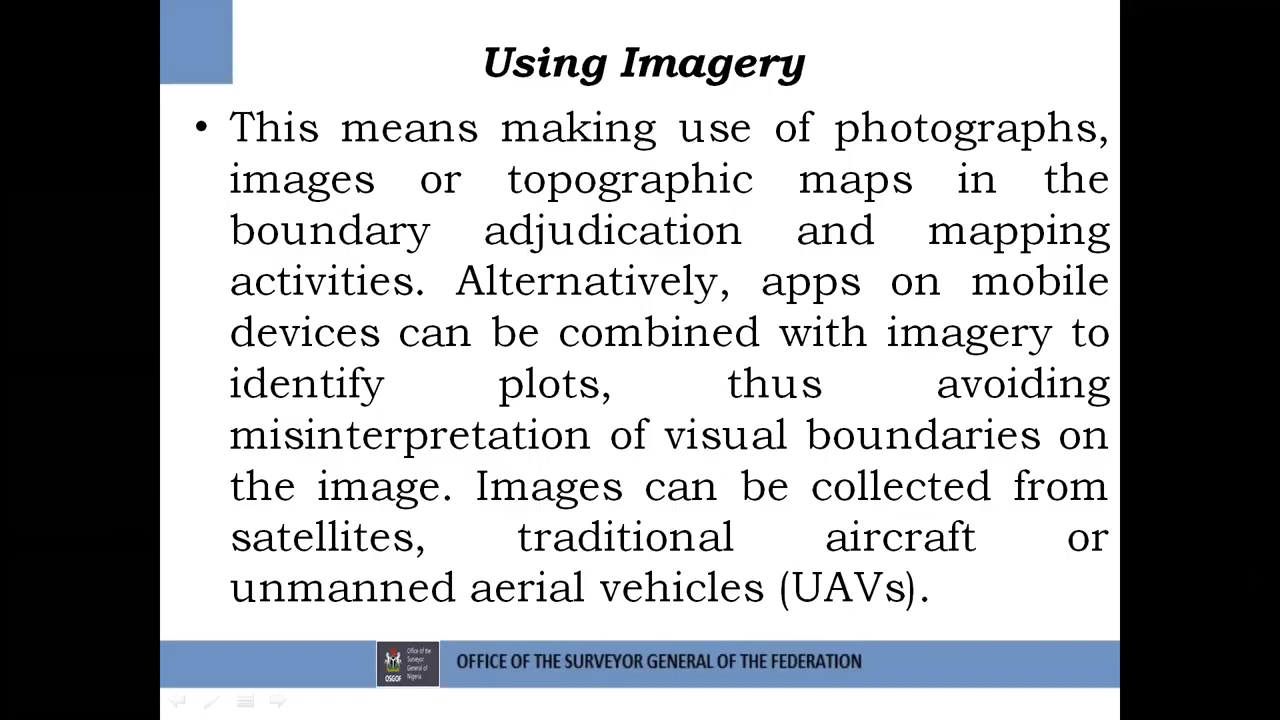 Using Imagery
• This means making use of photographs,
images or topographic maps in the
boundary adjudication and mapping
activities. Alternatively, apps on mobile
devices can be combined with imagery to
identify plots, thus avoiding
misinterpretation of visual boundaries on
the image. Images can be collected from
satellites, traditional aircraft or
unmanned aerial vehicles (UAVs).
OSGOF
Office of the
Surveyor
General of
Nigeria
OFFICE OF THE SURVEYOR GENERAL OF THE FEDERATION